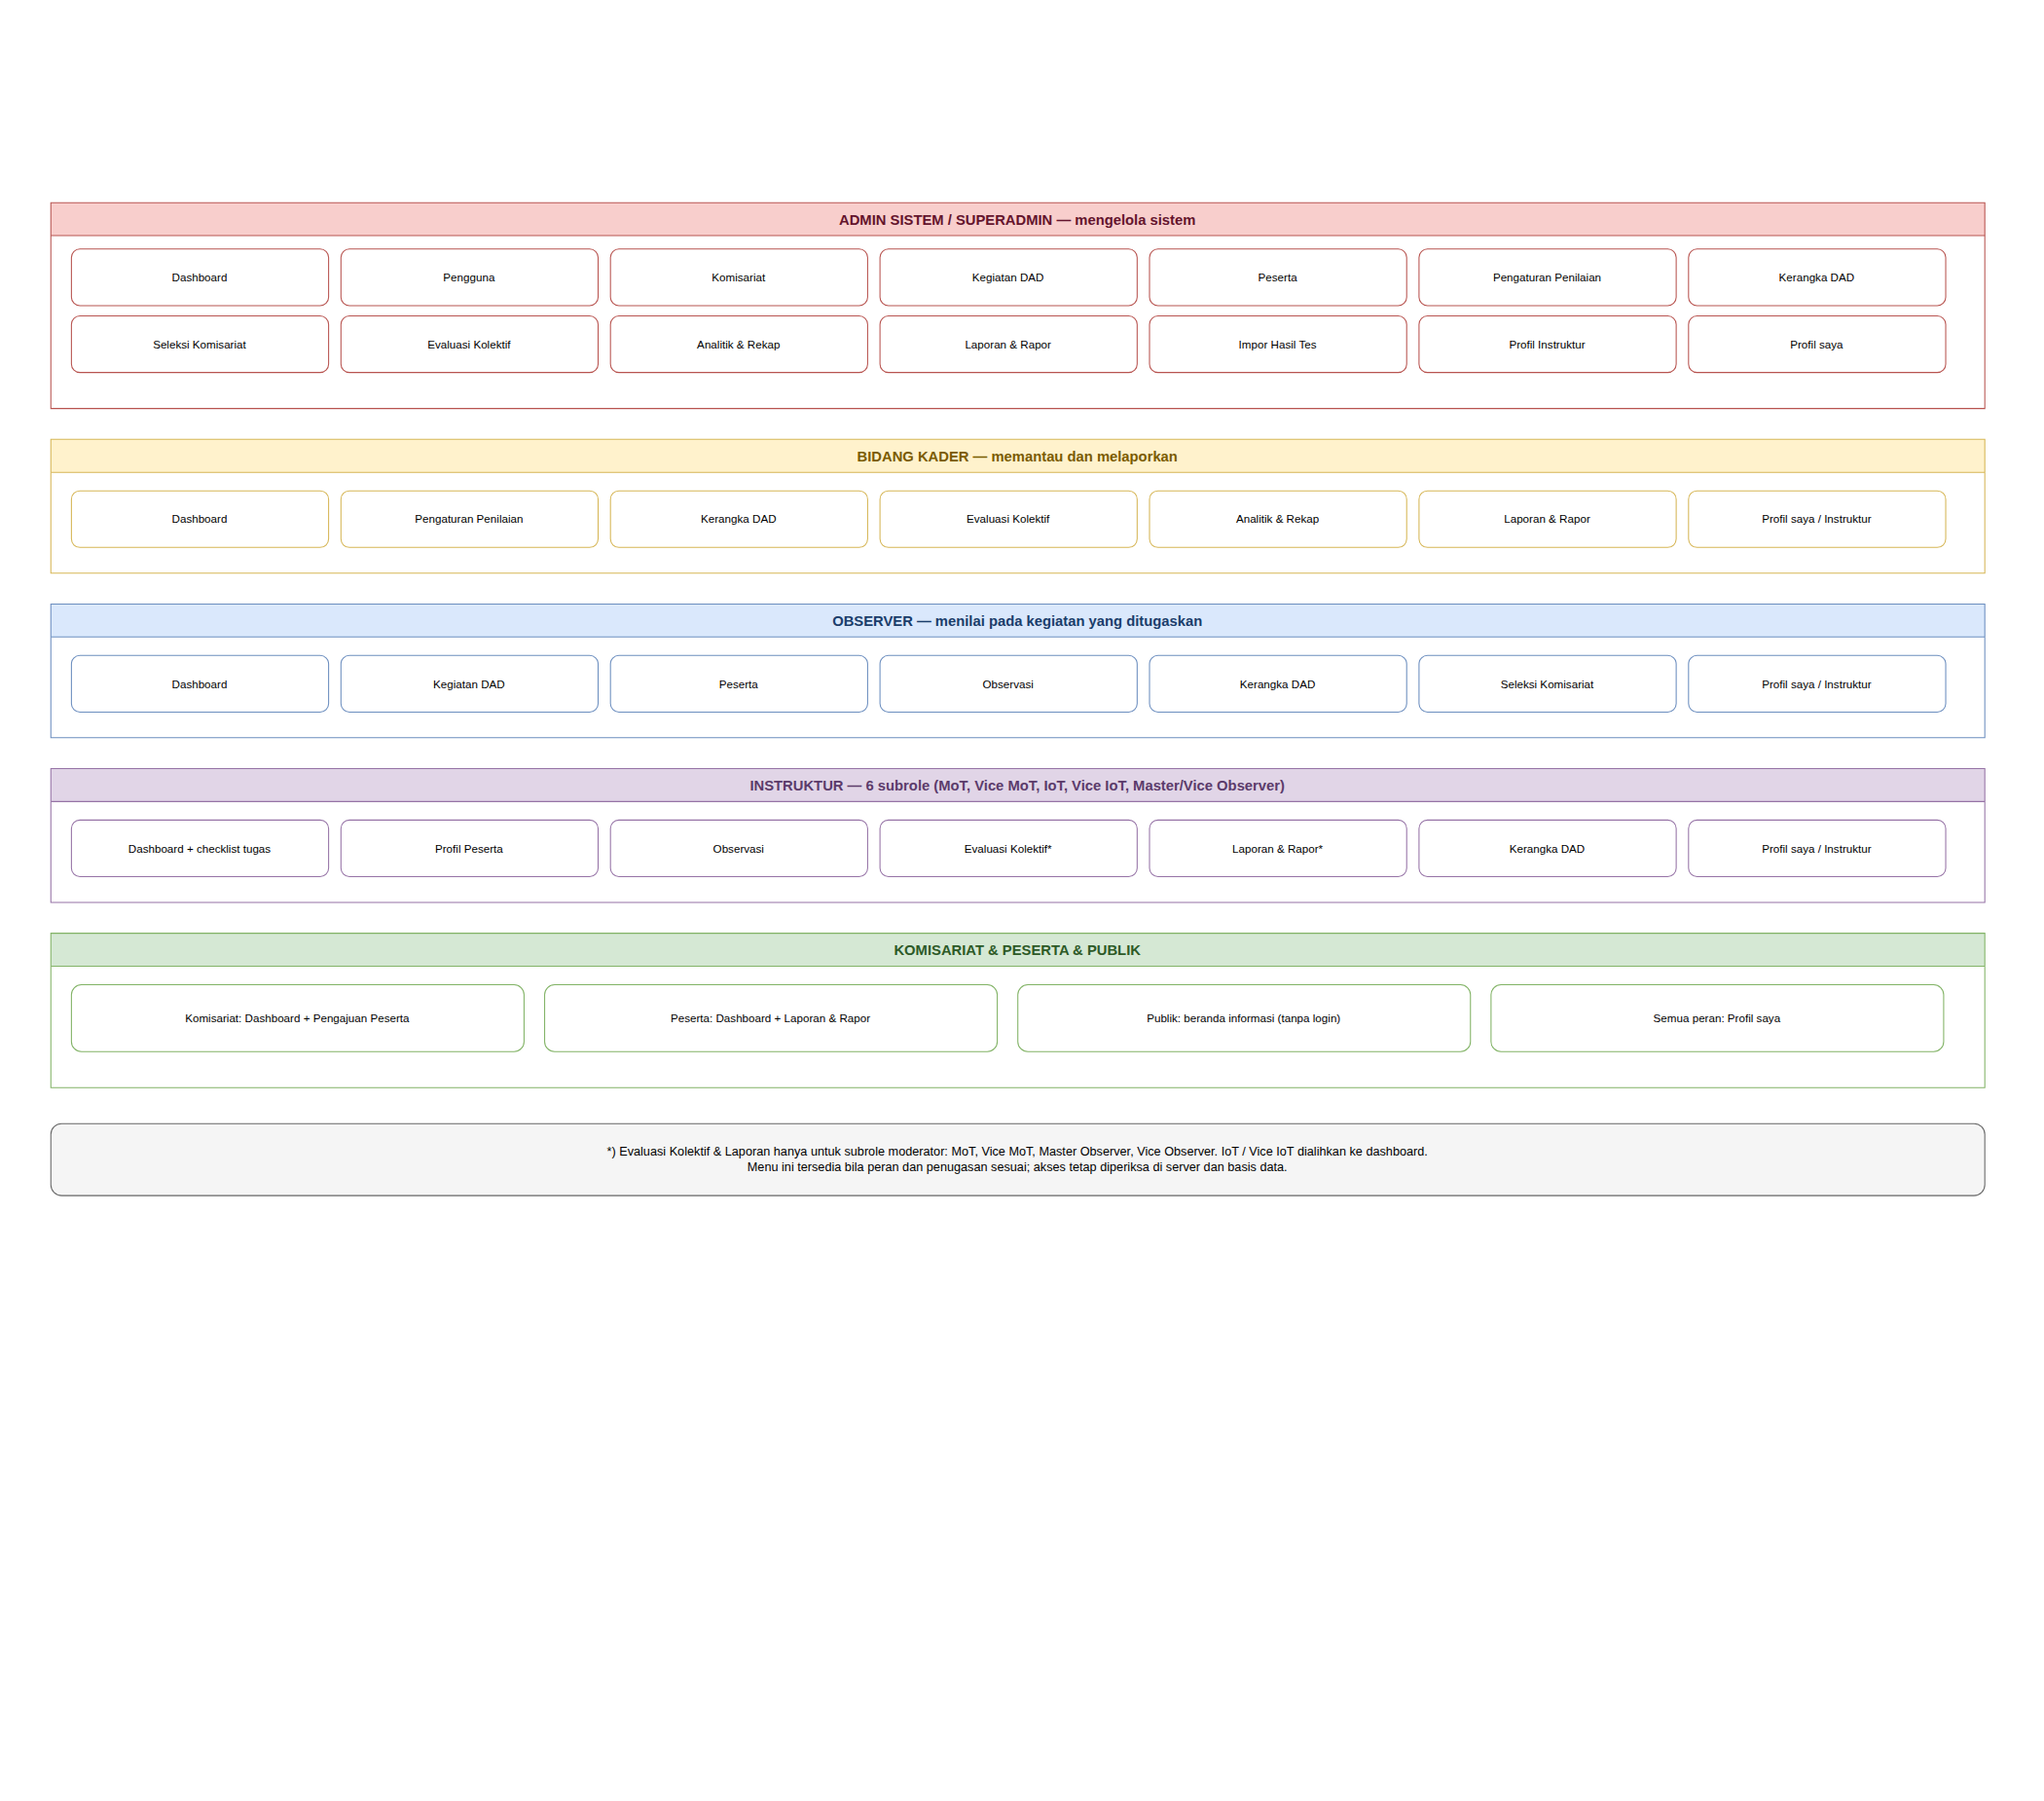 ADMIN SISTEM / SUPERADMIN — mengelola sistem
Dashboard
Pengguna
Komisariat
Kegiatan DAD
Peserta
Pengaturan Penilaian
Kerangka DAD
Seleksi Komisariat
Evaluasi Kolektif
Analitik & Rekap
Laporan & Rapor
Impor Hasil Tes
Profil Instruktur
Profil saya
BIDANG KADER — memantau dan melaporkan
Dashboard
Pengaturan Penilaian
Kerangka DAD
Evaluasi Kolektif
Analitik & Rekap
Laporan & Rapor
Profil saya / Instruktur
OBSERVER — menilai pada kegiatan yang ditugaskan
Dashboard
Kegiatan DAD
Peserta
Observasi
Kerangka DAD
Seleksi Komisariat
Profil saya / Instruktur
INSTRUKTUR — 6 subrole (MoT, Vice MoT, IoT, Vice IoT, Master/Vice Observer)
Dashboard + checklist tugas
Profil Peserta
Observasi
Evaluasi Kolektif*
Laporan & Rapor*
Kerangka DAD
Profil saya / Instruktur
KOMISARIAT & PESERTA & PUBLIK
Komisariat: Dashboard + Pengajuan Peserta
Peserta: Dashboard + Laporan & Rapor
Publik: beranda informasi (tanpa login)
Semua peran: Profil saya
*) Evaluasi Kolektif & Laporan hanya untuk subrole moderator: MoT, Vice MoT, Master Observer, Vice Observer. IoT / Vice IoT dialihkan ke dashboard.
Menu ini tersedia bila peran dan penugasan sesuai; akses tetap diperiksa di server dan basis data.